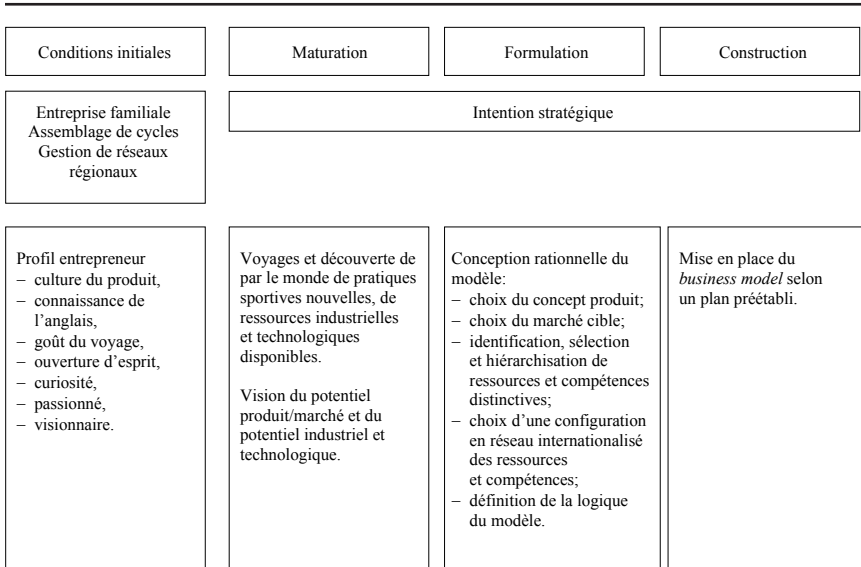 Conditions initiales
Maturation
Formulation
Construction
Entreprise familiale
Assemblage de cycles
Gestion de réseaux
régionaux
Intention stratégique
Profil entrepreneur
– culture du produit,
– connaissance de
l’anglais,
– goût du voyage,
– ouverture d’esprit,
– curiosité,
– passionné,
– visionnaire.
Voyages et découverte de
par le monde de pratiques
sportives nouvelles, de
ressources industrielles
et technologiques
disponibles.
Vision du potentiel
produit/marché et du
potentiel industriel et
technologique.
Conception rationnelle du
modèle:
– choix du concept produit;
– choix du marché cible;
– identification, sélection
et hiérarchisation de
ressources et compétences
distinctives;
– choix d’une configuration
en réseau internationalisé
des ressources
et compétences;
– définition de la logique
du modèle.
Mise en place du
business model selon
un plan préétabli.